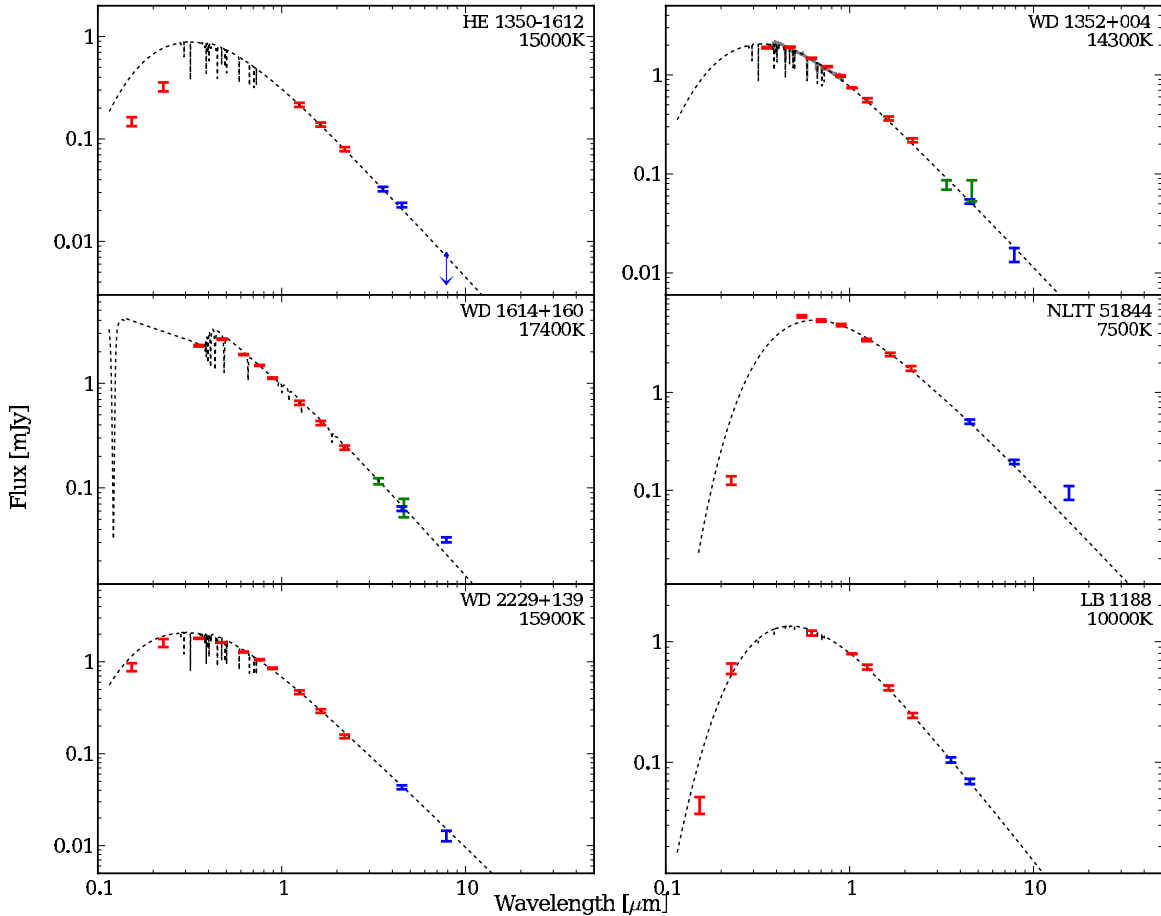 HE 1350-1612
15000K
1
0.1
0.01
WD 1352+004
14300K
1
0.1
0.01
WD 1614+160
17400K
1
0.1
NLTT 51844
7500K
1
0.1
WD 2229+139
15900K
1
0.1
0.01
LB 1188
10000K
1
0.1
Flux [mJy]
0.1
1
10
0.1
1
10
Wavelength [μm]